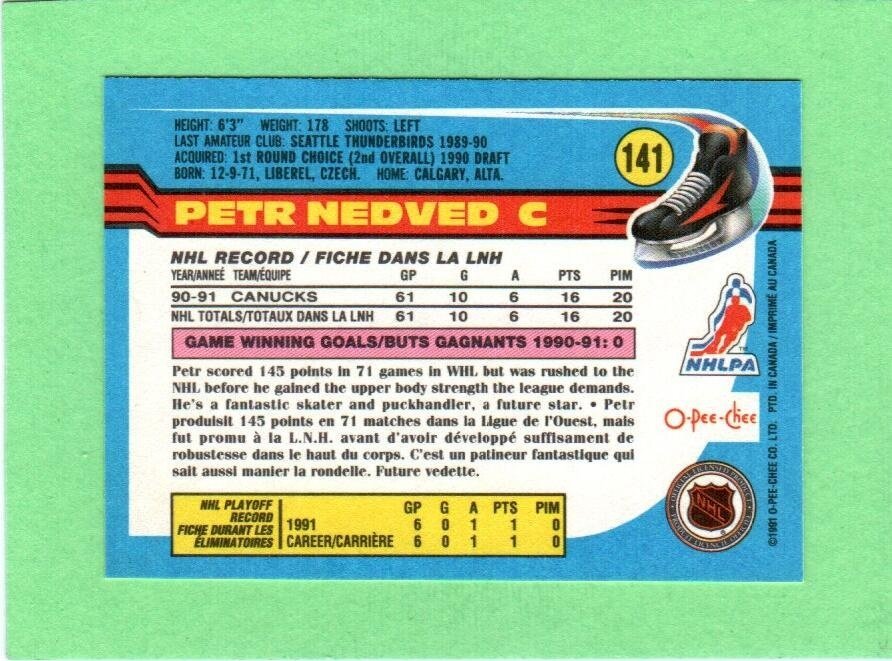 HEIGHT: 6'3" WEIGHT: 178 SHOOTS: LEFT
LAST AMATEUR CLUB: SEATTLE THUNDERBIRDS 1989-90
ACQUIRED: 1st ROUND CHOICE (2nd OVERALL) 1990 DRAFT
BORN: 12-9-71, LIBEREL, CZECH. HOME: CALGARY, ALTA.
141
PETR NEDVED C
NHL RECORD / FICHE DANS LA LNH
YEAR/ANNEÉ TEAM/ÉQUIPE GP G A PTS PIM
90-91 CANUCKS 61 10 6 16 20
NHL TOTALS/TOTAUX DANS LA LNH 61 10 6 16 20
GAME WINNING GOALS/BUTS GAGNANTS 1990-91: 0
Petr scored 145 points in 71 games in WHL but was rushed to the
NHL before he gained the upper body strength the league demands.
He's a fantastic skater and puckhandler, a future star. • Petr
produisit 145 points en 71 matches dans la Ligue de l'Ouest, mais
fut promu à la L.N.H. avant d'avoir développé suffisament de
robustesse dans le haut du corps. C'est un patineur fantastique qui
sait aussi manier la rondelle. Future vedette.
NHL PLAYOFF
RECORD
FICHE DURANT LES
ÉLIMINATOIRES
GP G A PTS PIM
1991 6 0 1 1 0
CAREER/CARRIÈRE 6 0 1 1 0
NHLPA
TM
O-Pee-Chee
OFFICIAL LICENSED PRODUCT
NHL
PRODUIT LICENCIÉ OFFICIEL
©1991 O-PEE-CHEE CO. LTD. PTD. IN CANADA / IMPRIMÉ AU CANADA